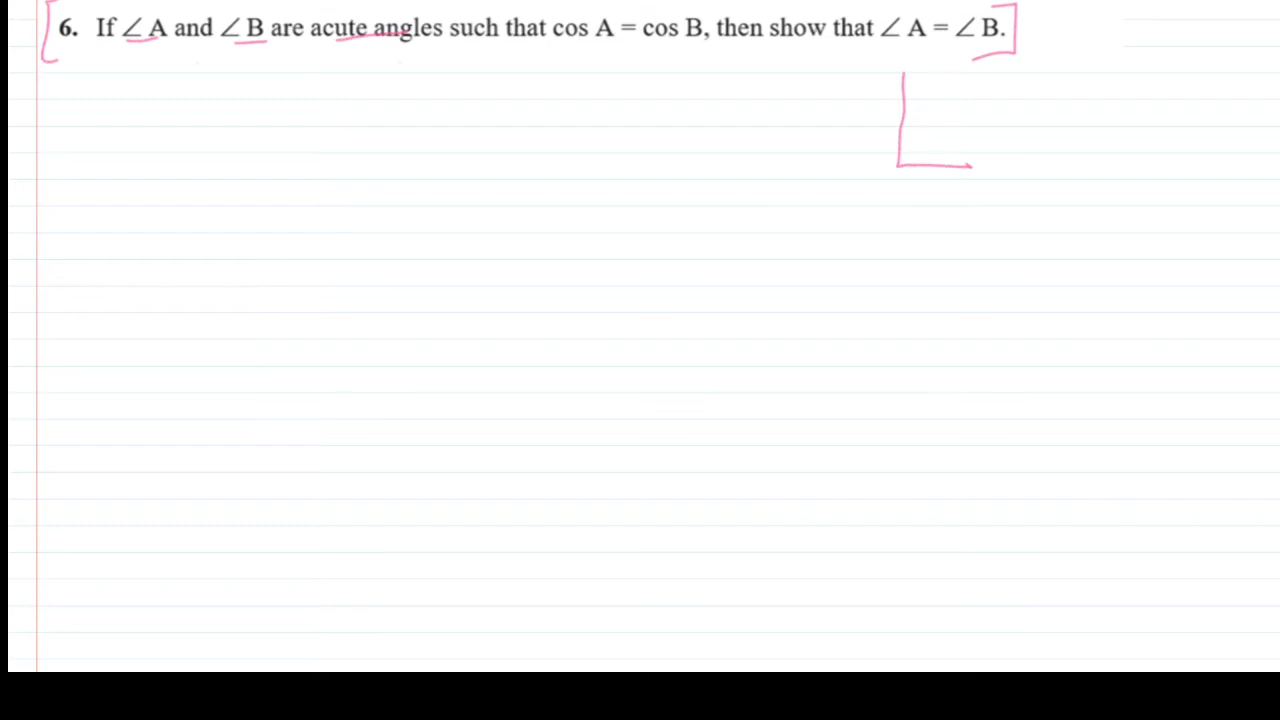 6. If ∠ A and ∠ B are acute angles such that cos A = cos B, then show that ∠ A = ∠ B.